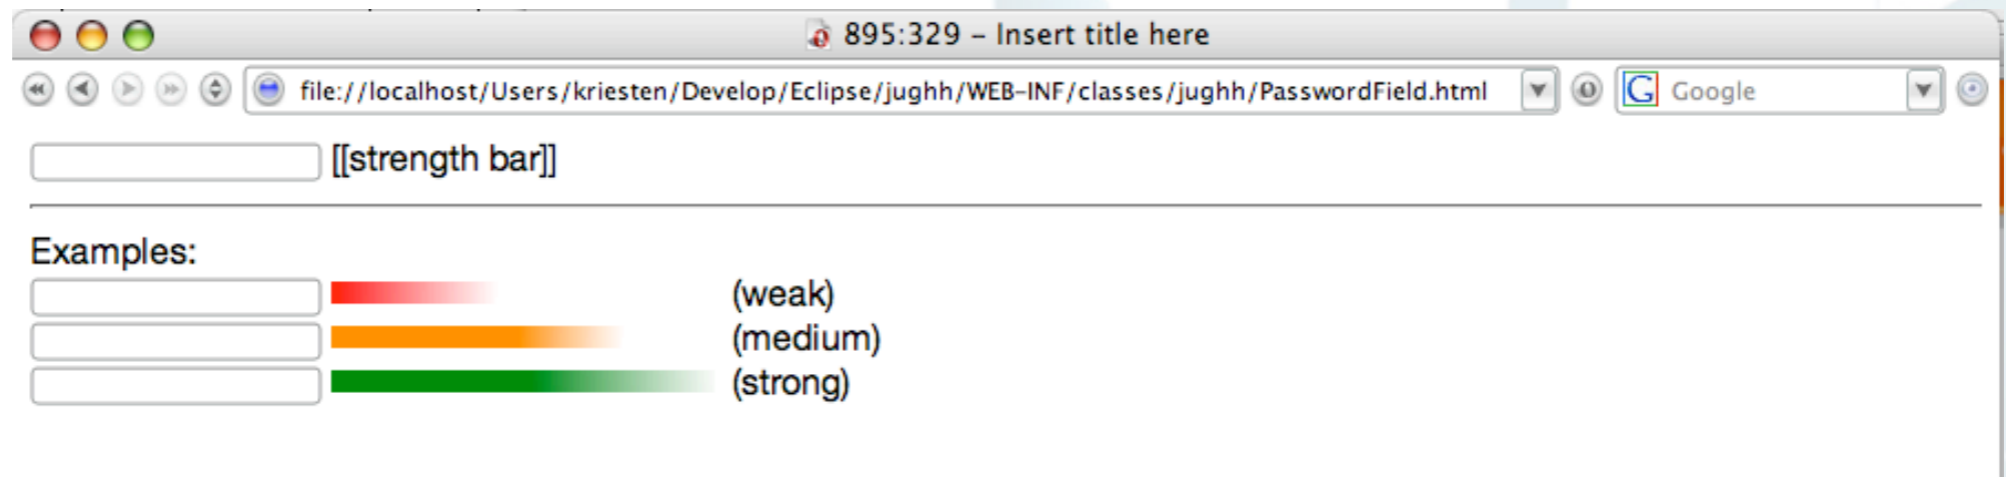 895:329 – Insert title here
file://localhost/Users/kriesten/Develop/Eclipse/jughh/WEB-INF/classes/jughh/PasswordField.html G Google
[[strength bar]]
Examples:
(weak)
(medium)
(strong)